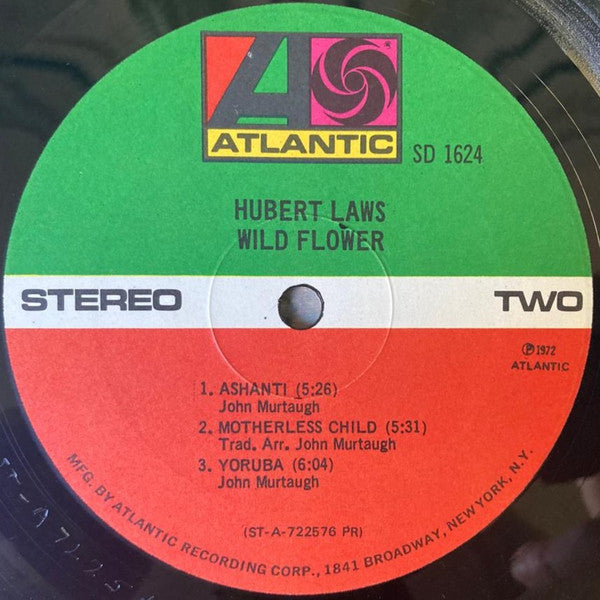 ATLANTIC
SD 1624
HUBERT LAWS
WILD FLOWER
STEREO
TWO
℗1972
ATLANTIC
1. ASHANTI (5:26)
John Murtaugh
2. MOTHERLESS CHILD (5:31)
Trad. Arr. John Murtaugh
3. YORUBA (6:04)
John Murtaugh
(ST-A-722576 PR)
MFG. BY ATLANTIC RECORDING CORP., 1841 BROADWAY, NEW YORK, N.Y.